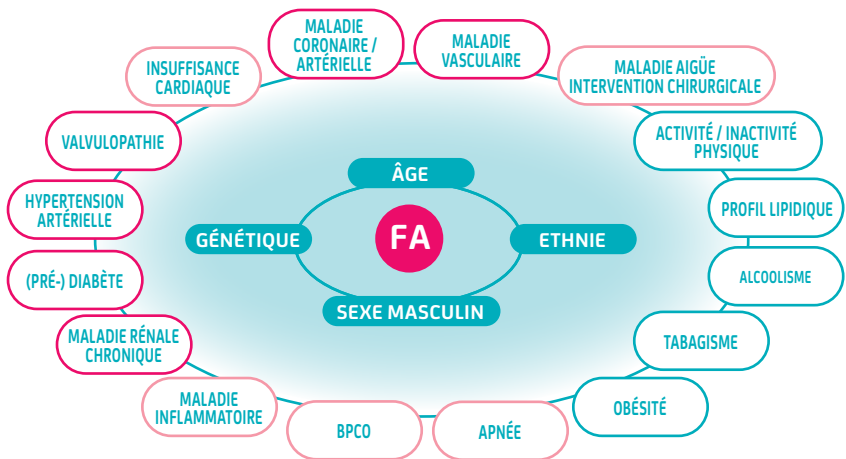 MALADIE
CORONAIRE /
ARTÉRIELLE
MALADIE
VASCULAIRE
INSUFFISANCE
CARDIAQUE
MALADIE AIGÜE
INTERVENTION CHIRURGICALE
VALVULOPATHIE
ACTIVITÉ / INACTIVITÉ
PHYSIQUE
ÂGE
HYPERTENSION
ARTÉRIELLE
PROFIL LIPIDIQUE
GÉNÉTIQUE
FA
ETHNIE
(PRÉ-) DIABÈTE
ALCOOLISME
SEXE MASCULIN
MALADIE RÉNALE
CHRONIQUE
TABAGISME
MALADIE
INFLAMMATOIRE
OBÉSITÉ
BPCO
APNÉE